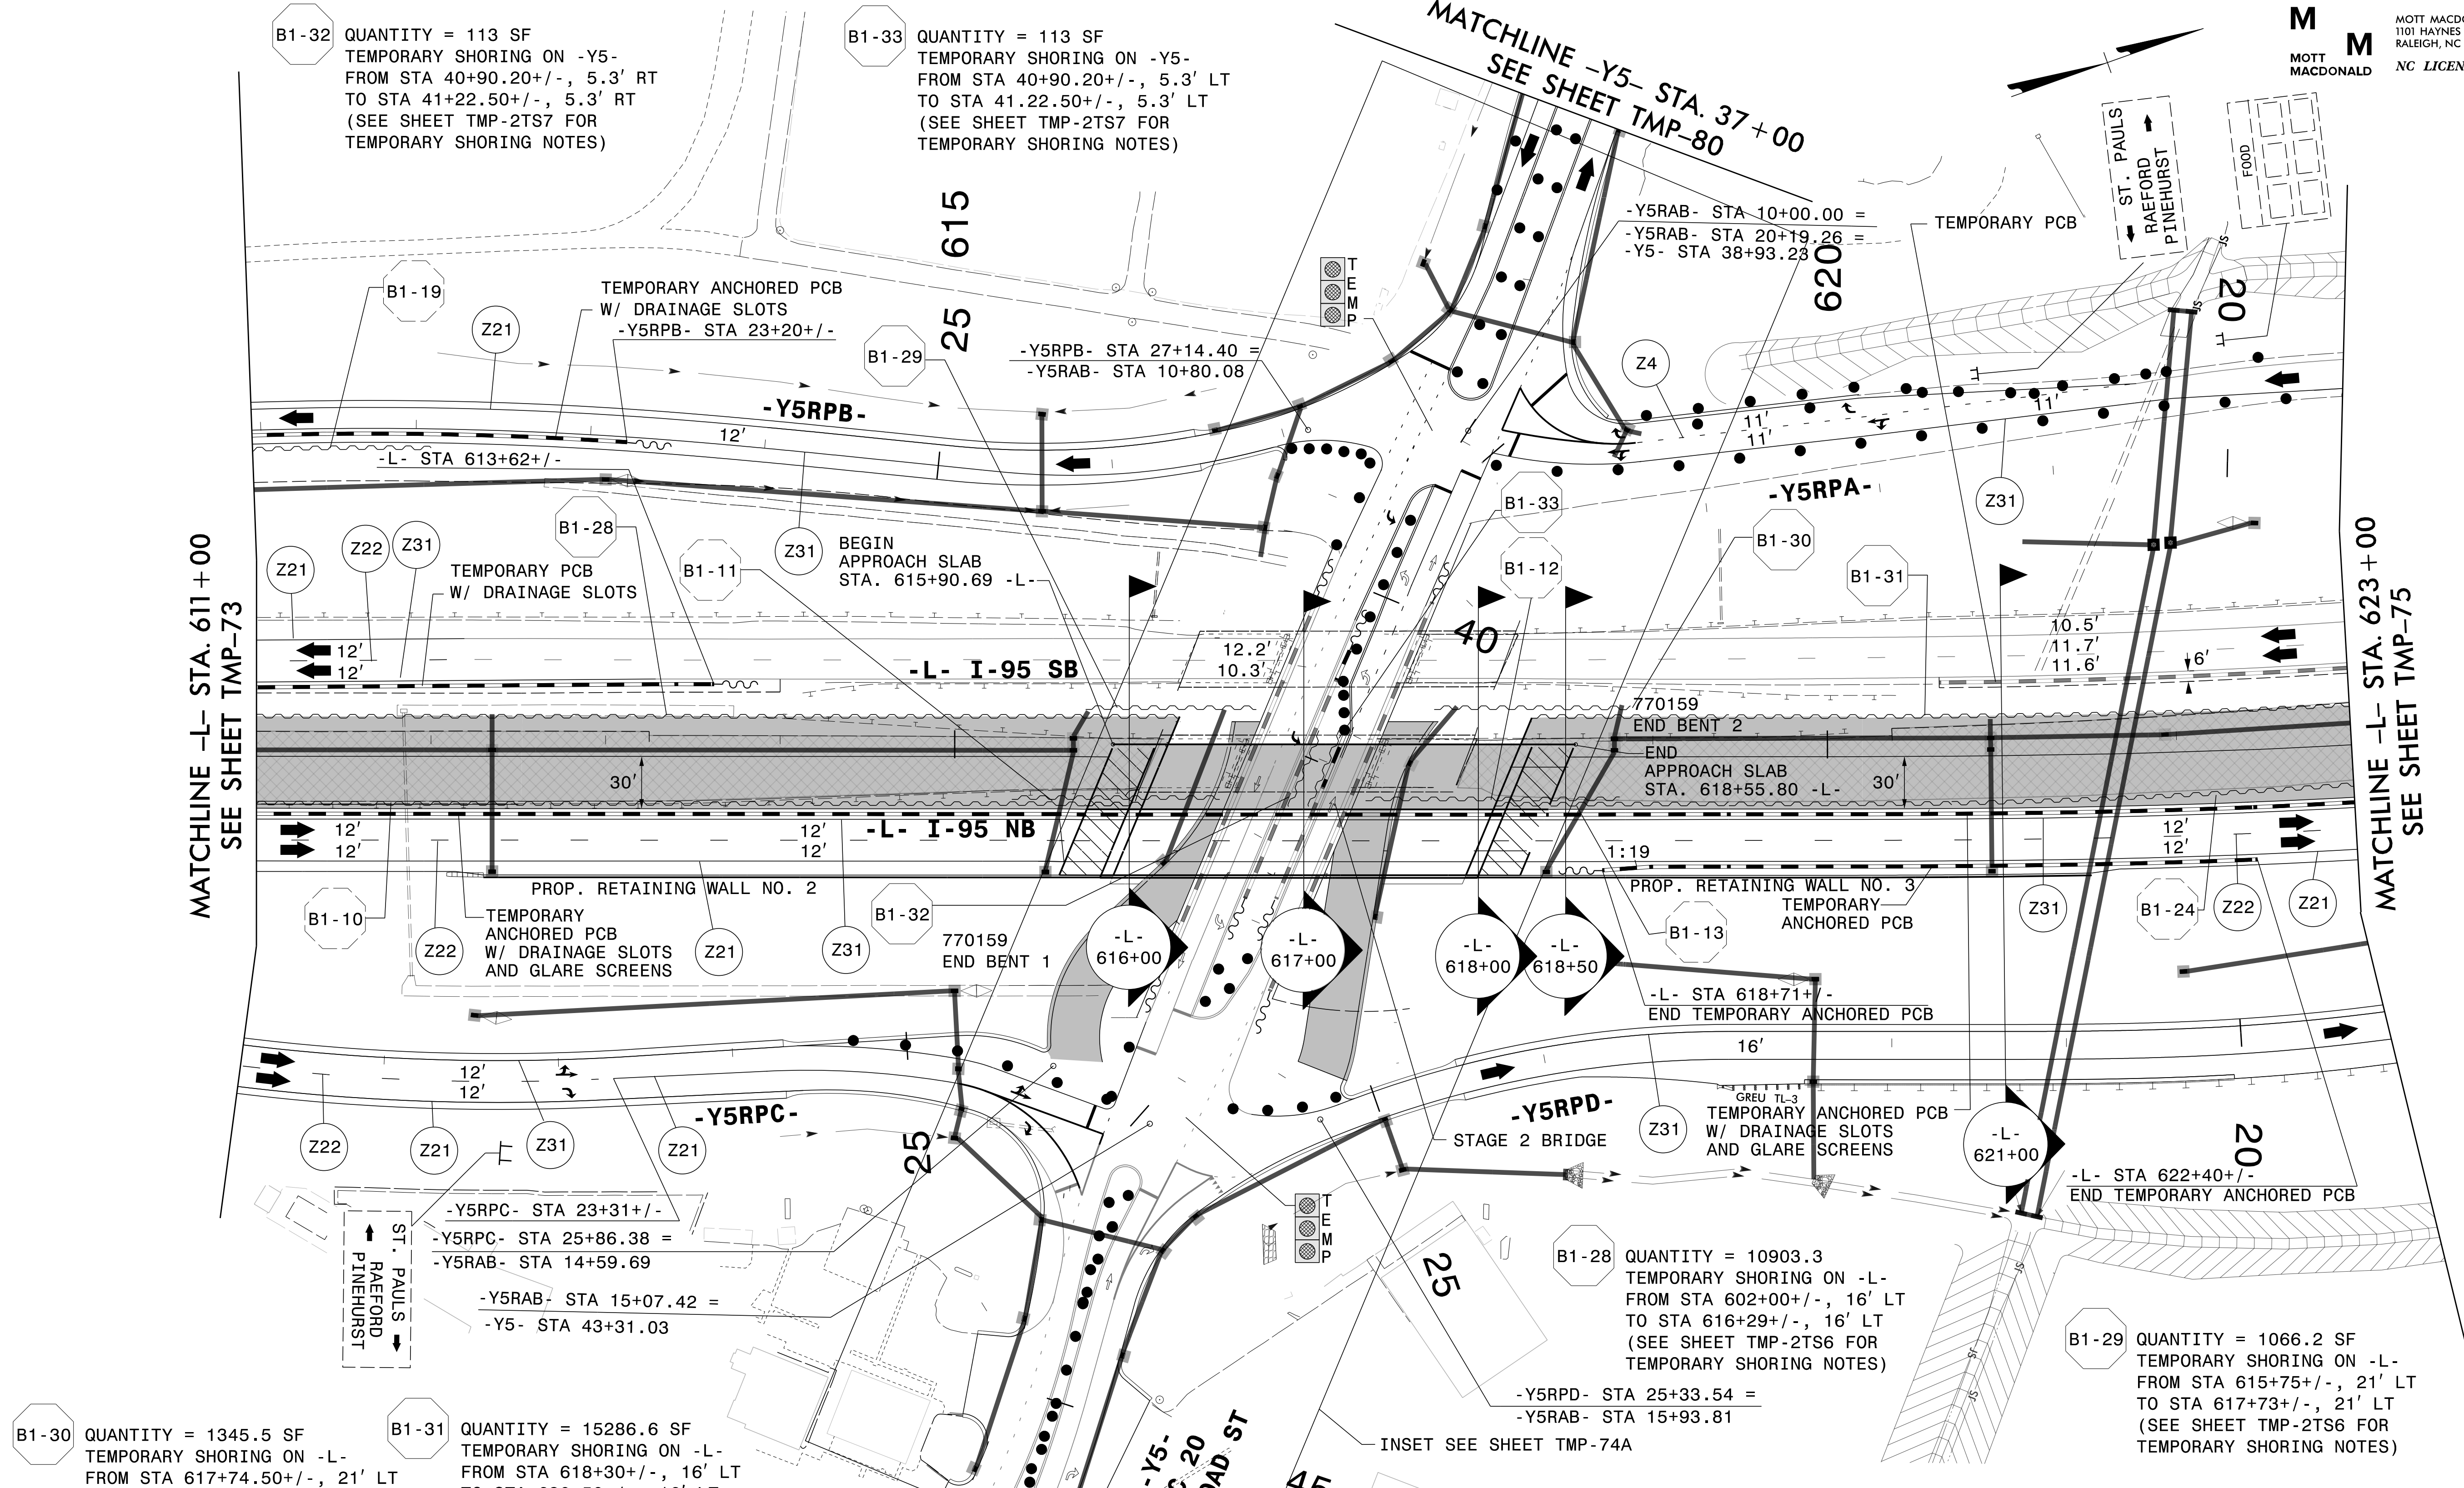 B1-32
QUANTITY = 113 SF
TEMPORARY SHORING ON -Y5-
FROM STA 40+90.20+/-, 5.3' RT
TO STA 41+22.50+/-, 5.3' RT
(SEE SHEET TMP-2TS7 FOR
TEMPORARY SHORING NOTES)
B1-33
QUANTITY = 113 SF
TEMPORARY SHORING ON -Y5-
FROM STA 40+90.20+/-, 5.3' LT
TO STA 41.22.50+/-, 5.3' LT
(SEE SHEET TMP-2TS7 FOR
TEMPORARY SHORING NOTES)
MATCHLINE -Y5- STA. 37+00
SEE SHEET TMP-80
M
M
MOTT
MACDONALD
1101 HAYNES
RALEIGH, NC
ST. PAULS
RAEFORD
PINEHURST
FOOD
615
25
620
20
-Y5RAB- STA 10+00.00 =
-Y5RAB- STA 20+19.26 =
-Y5- STA 38+93.23
TEMPORARY PCB
B1-19
Z21
TEMPORARY ANCHORED PCB
W/ DRAINAGE SLOTS
-Y5RPB- STA 23+20+/-
B1-29
-Y5RPB- STA 27+14.40 =
-Y5RAB- STA 10+80.08
TEMP
Z4
SF
SF
-Y5RPB-
12'
11'
11'
11'
-L- STA 613+62+/-
-Y5RPA-
Z31
B1-28
B1-11
Z31
BEGIN
APPROACH SLAB
STA. 615+90.69 -L-
B1-33
B1-12
B1-30
B1-31
MATCHLINE -L- STA. 611+00
SEE SHEET TMP-73
Z21
Z22
Z31
TEMPORARY PCB
W/ DRAINAGE SLOTS
MATCHLINE -L- STA. 623+00
SEE SHEET TMP-75
12'
12'
-L- I-95 SB
12.2'
10.3'
40
10.5'
11.7'
11.6'
6'
770159
END BENT 2
END
APPROACH SLAB
STA. 618+55.80 -L-
30'
30'
12'
12'
12'
12'
-L- I-95 NB
12'
12'
1:19
PROP. RETAINING WALL NO. 2
PROP. RETAINING WALL NO. 3
TEMPORARY
ANCHORED PCB
B1-10
Z22
TEMPORARY
ANCHORED PCB
W/ DRAINAGE SLOTS
AND GLARE SCREENS
Z21
Z31
B1-32
770159
END BENT 1
-L-
616+00
-L-
617+00
-L-
618+00
-L-
618+50
B1-13
Z31
B1-24
Z22
Z21
-L- STA 618+71+/-
END TEMPORARY ANCHORED PCB
12'
12'
16'
-Y5RPC-
-Y5RPD-
GREU TL-3
Z31
TEMPORARY ANCHORED PCB
W/ DRAINAGE SLOTS
AND GLARE SCREENS
STAGE 2 BRIDGE
Z22
Z21
Z31
Z21
25
-L-
621+00
20
-L- STA 622+40+/-
END TEMPORARY ANCHORED PCB
ST. PAULS
RAEFORD
PINEHURST
-Y5RPC- STA 23+31+/-
-Y5RPC- STA 25+86.38 =
-Y5RAB- STA 14+59.69
-Y5RAB- STA 15+07.42 =
-Y5- STA 43+31.03
TEMP
25
B1-28
QUANTITY = 10903.3
TEMPORARY SHORING ON -L-
FROM STA 602+00+/-, 16' LT
TO STA 616+29+/-, 16' LT
(SEE SHEET TMP-2TS6 FOR
TEMPORARY SHORING NOTES)
SF
SF
SF
B1-29
QUANTITY = 1066.2 SF
TEMPORARY SHORING ON -L-
FROM STA 615+75+/-, 21' LT
TO STA 617+73+/-, 21' LT
(SEE SHEET TMP-2TS6 FOR
TEMPORARY SHORING NOTES)
-Y5RPD- STA 25+33.54 =
-Y5RAB- STA 15+93.81
INSET SEE SHEET TMP-74A
B1-30
QUANTITY = 1345.5 SF
TEMPORARY SHORING ON -L-
FROM STA 617+74.50+/-, 21' LT
B1-31
QUANTITY = 15286.6 SF
TEMPORARY SHORING ON -L-
FROM STA 618+30+/-, 16' LT
-Y5-
20
ST
45